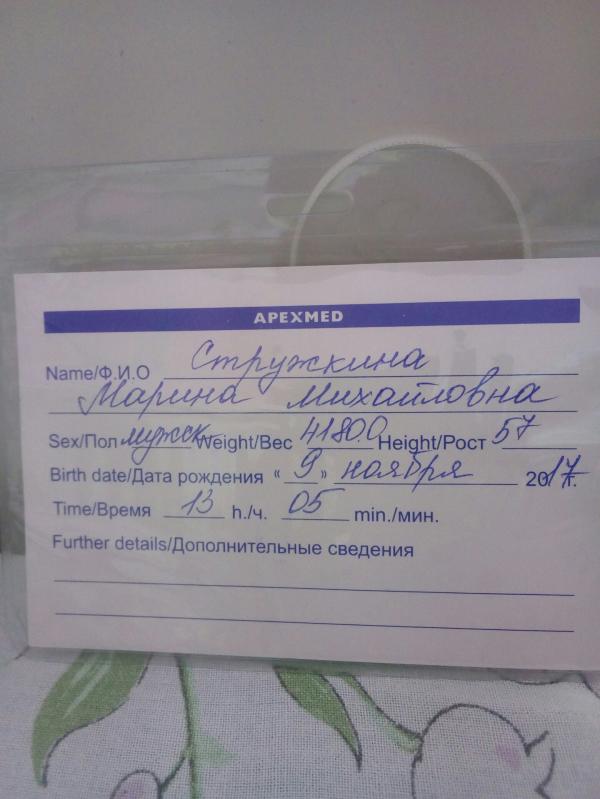 APEXMED
Name/Ф.И.О Стружкина
Марина Михайловна
Sex/Пол мужск Weight/Вес 4180.0 Height/Рост 57
Birth date/Дата рождения «9» ноября 2017г.
Time/Время 13 h./ч. 05 min./мин.
Further details/Дополнительные сведения